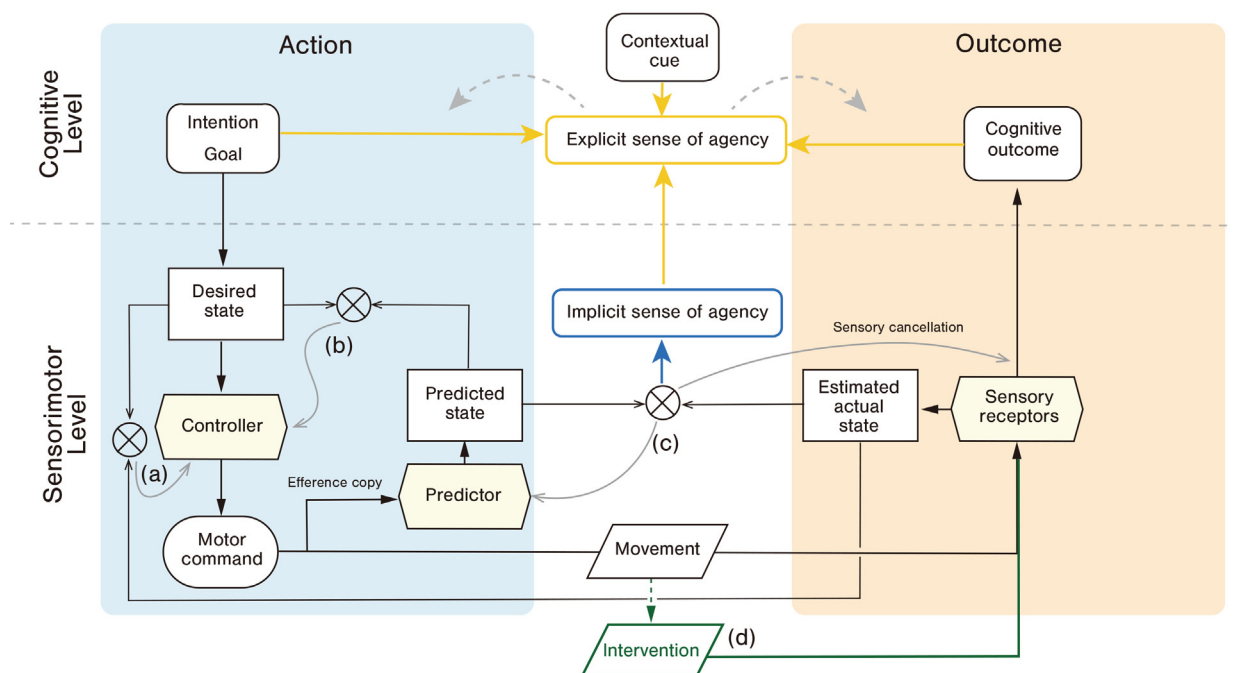 Action
Outcome
Contextual
cue
Cognitive
Level
Intention
Goal
Explicit sense of agency
Cognitive
outcome
Sensorimotor
Level
Desired
state
(b)
Implicit sense of agency
Sensory cancellation
Controller
(a)
Predicted
state
(c)
Estimated
actual
state
Sensory
receptors
Efference copy
Predictor
Motor
command
Movement
Intervention
(d)